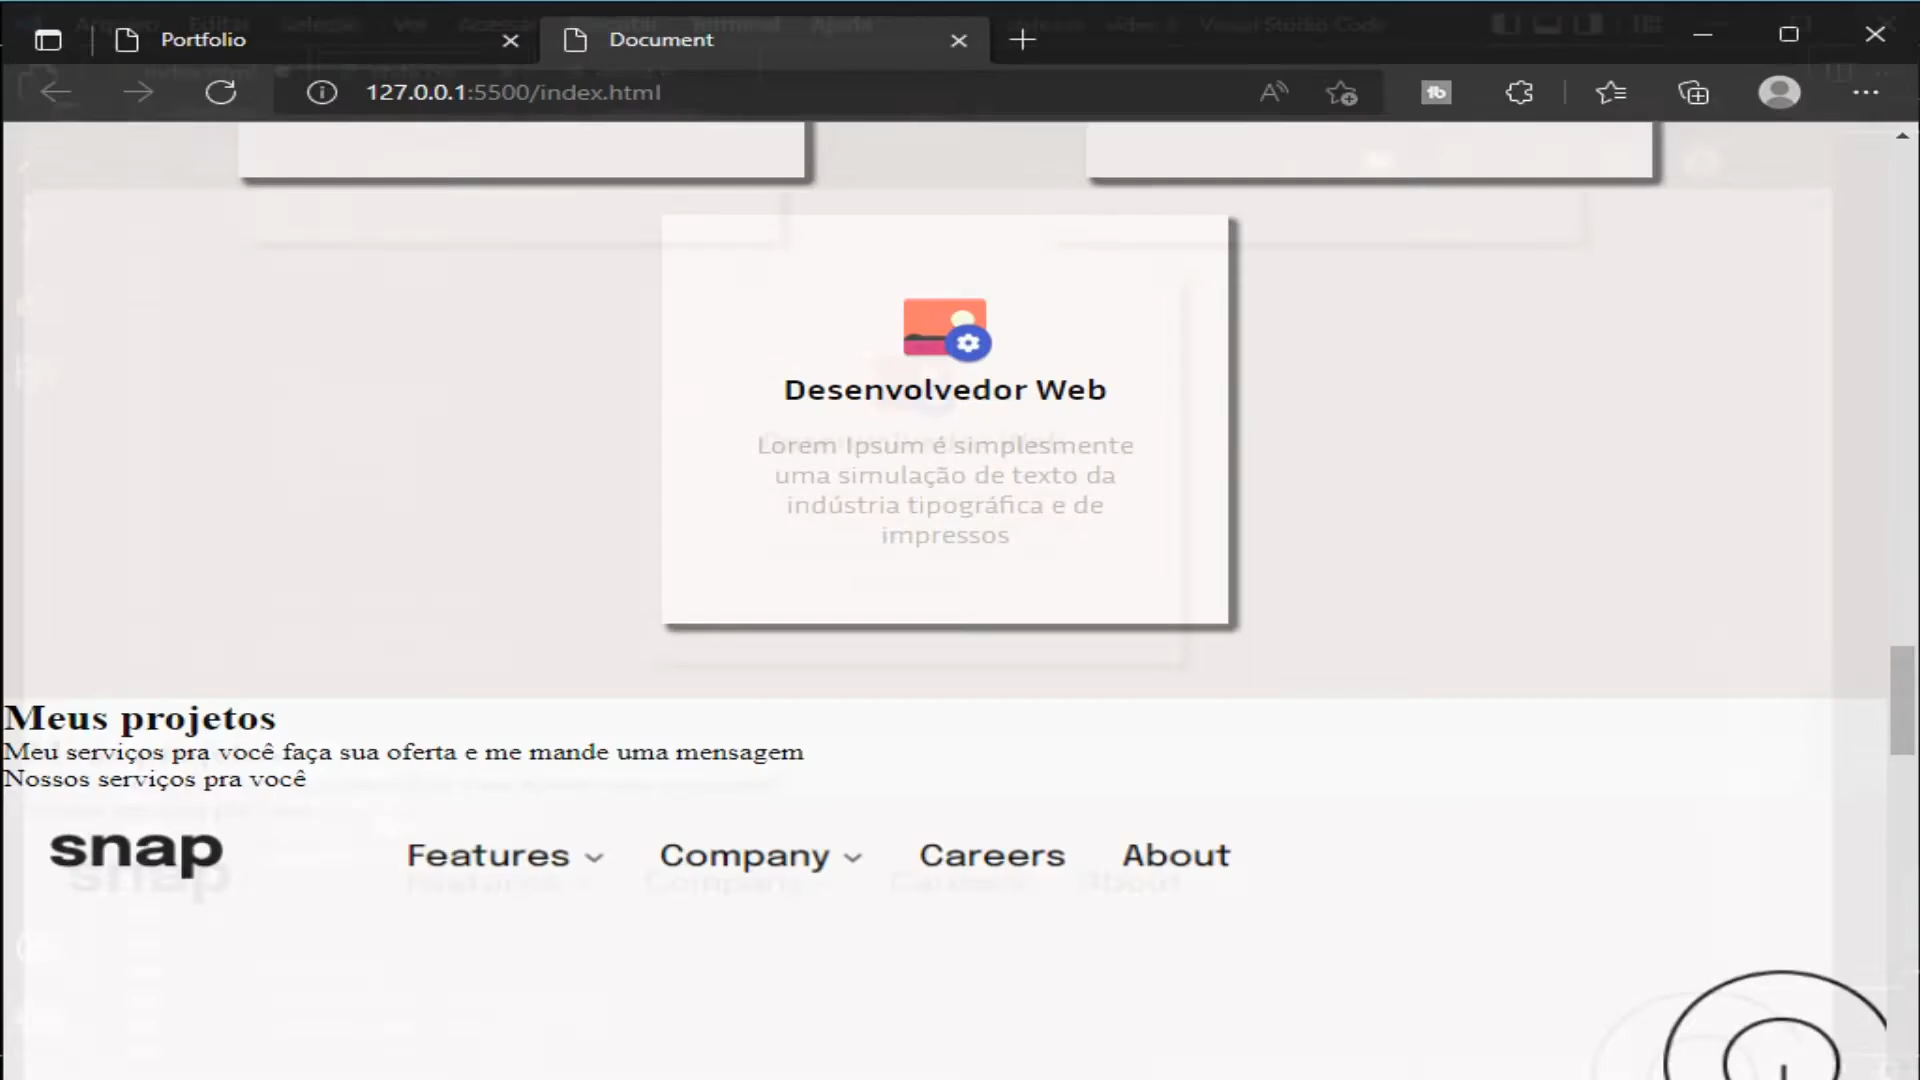 Portfolio
Document
127.0.0.1:5500/index.html
Desenvolvedor Web
Lorem Ipsum é simplesmente
uma simulação de texto da
indústria tipográfica e de
impressos
Meus projetos
Meu serviços pra você faça sua oferta e me mande uma mensagem
Nossos serviços pra você
snap Features Company Careers About